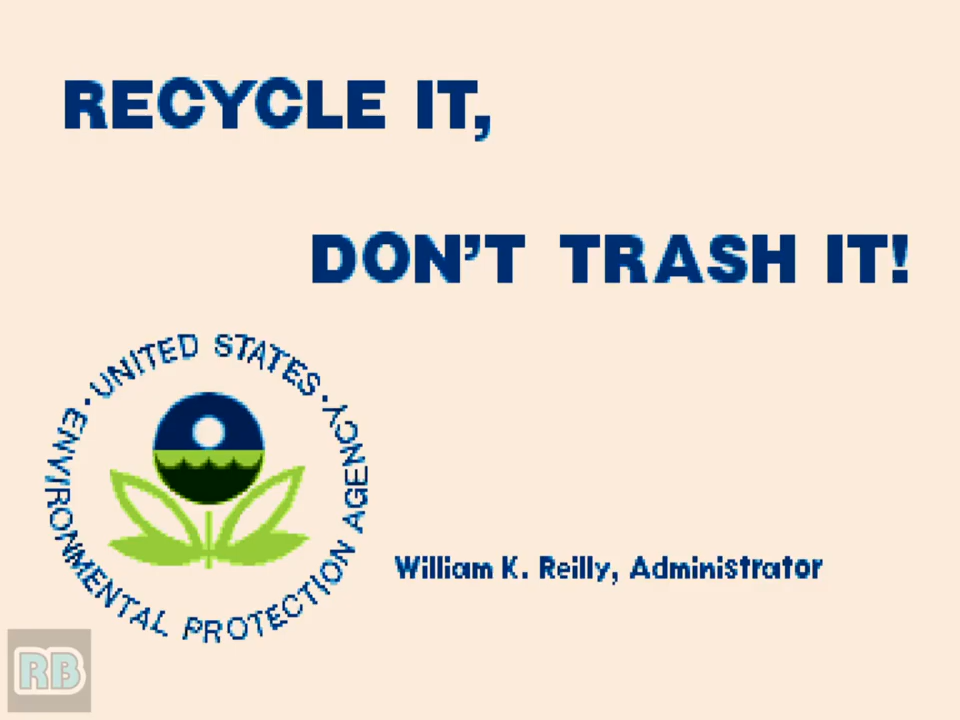 RECYCLE IT,
DON'T TRASH IT!
UNITED STATES
ENVIRONMENTAL PROTECTION AGENCY
William K. Reilly, Administrator
RB